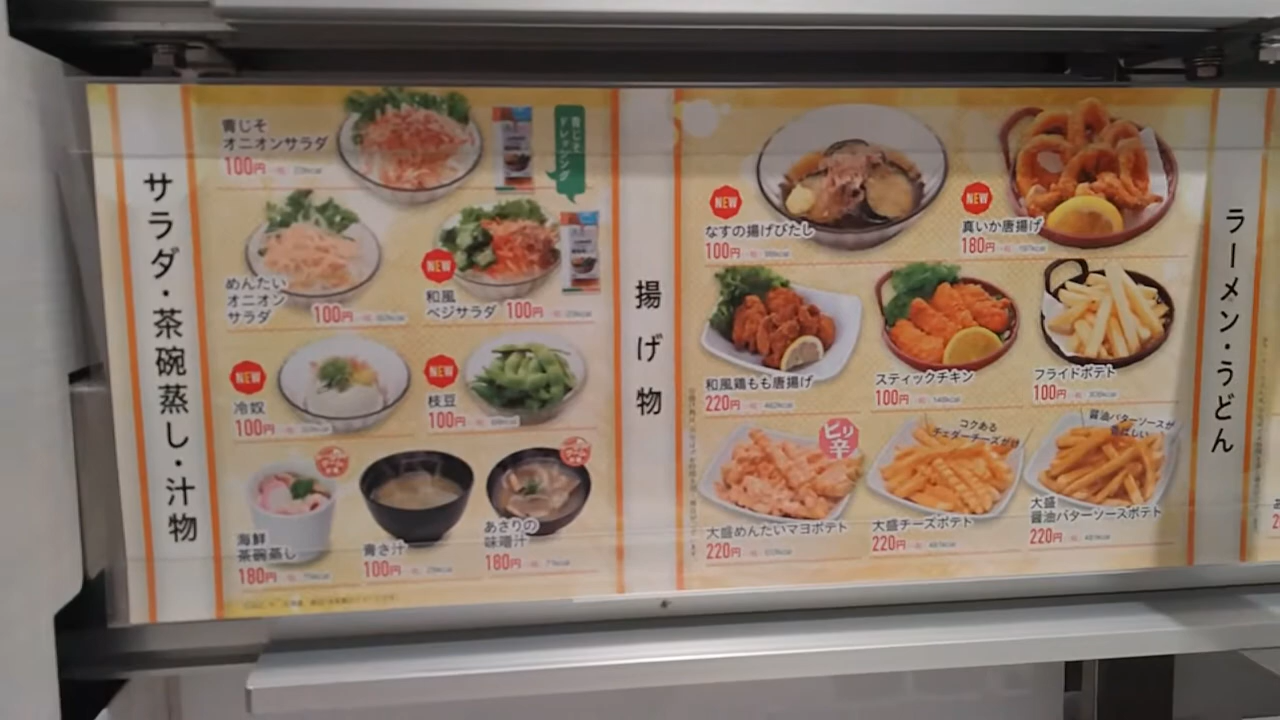 サラダ・茶碗蒸し・汁物
青じそ
オニオンサラダ
100円
青じそ
ドレッシング
めんたい
オニオン
サラダ
100円
NEW
和風
ベジサラダ 100円
NEW
冷奴
100円
NEW
枝豆
100円
海鮮
茶碗蒸し
180円
青さ汁
100円
あさりの
味噌汁
180円
揚げ物
NEW
なすの揚げびたし
100円
NEW
真いか唐揚げ
180円
和風鶏もも唐揚げ
220円
スティックチキン
100円
フライドポテト
100円
ピリ
辛
大盛めんたいマヨポテト
220円
コクある
チェダーチーズがけ
大盛チーズポテト
220円
醤油バターソースが
香ばしい
大盛
醤油バターソースポテト
220円
ラーメン・うどん